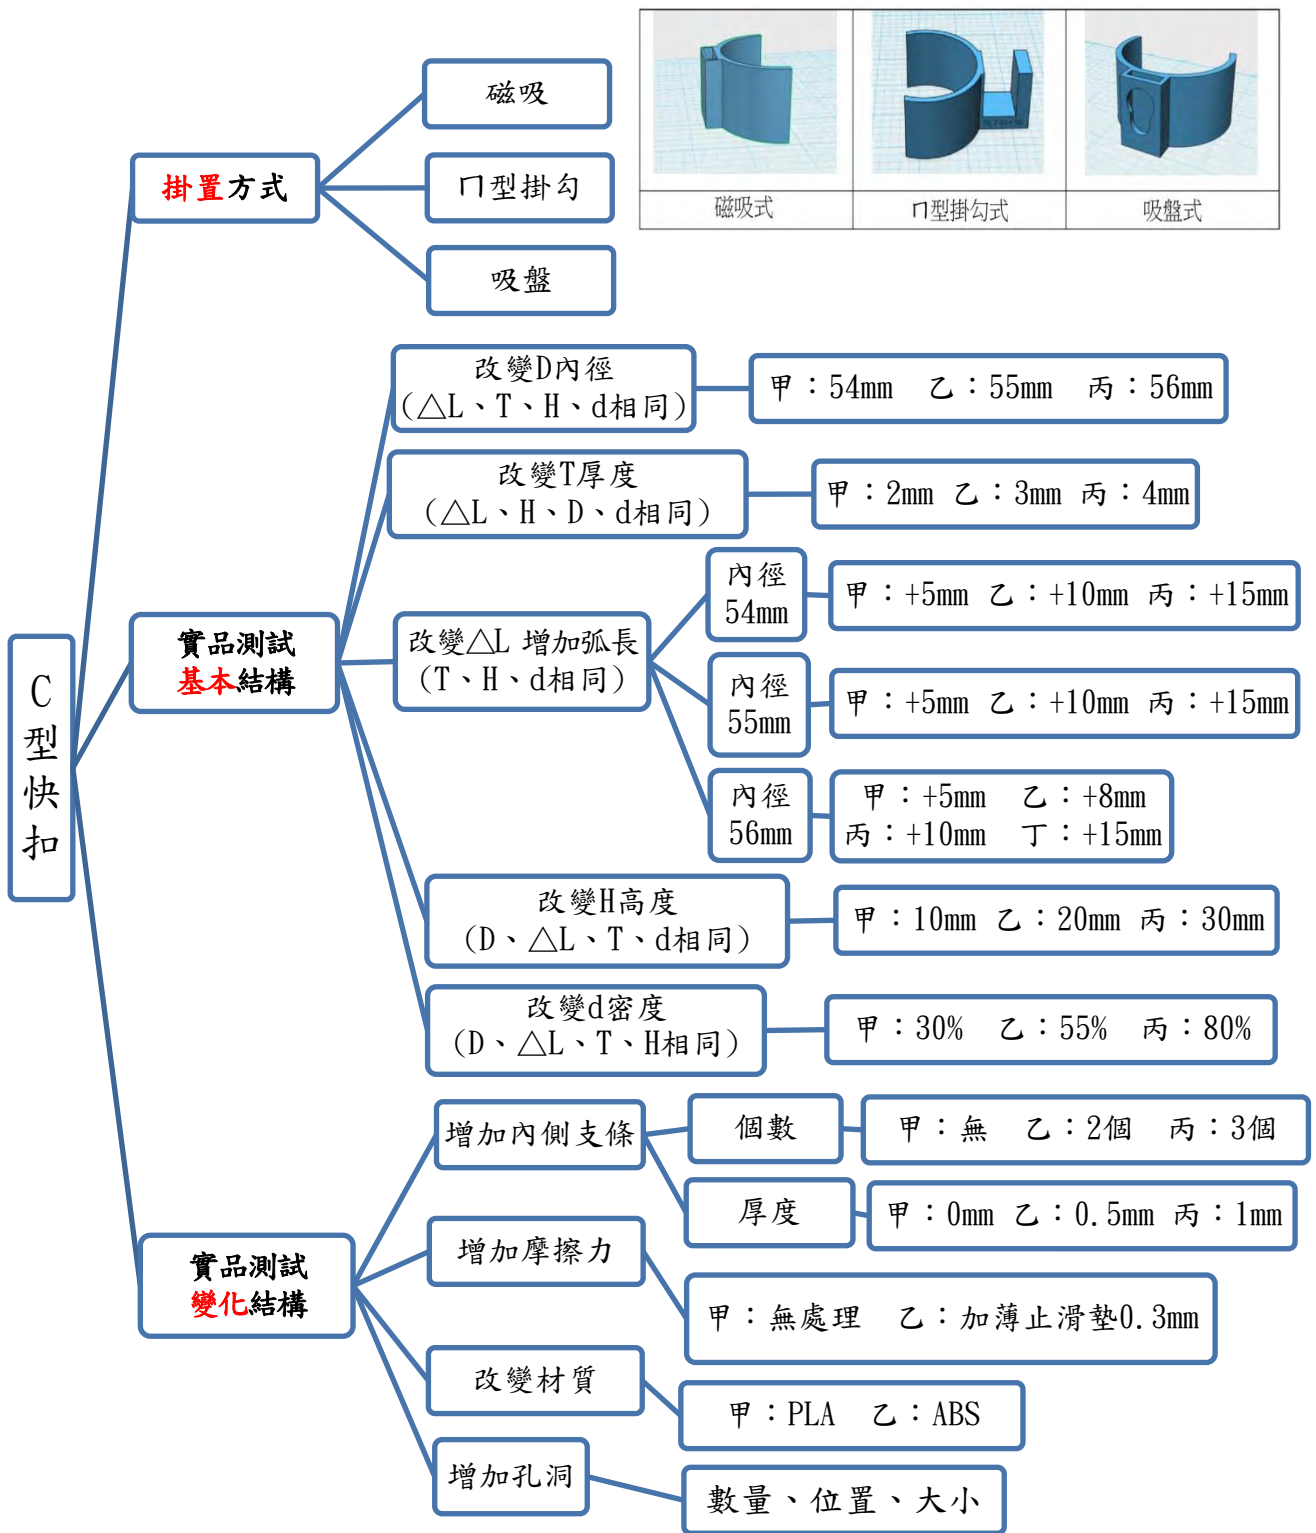 C
型
快
扣
掛置方式
磁吸
ㄇ型掛勾
吸盤
磁吸式
ㄇ型掛勾式
吸盤式
實品測試
基本結構
改變D內徑
(△L、T、H、d相同)
甲：54mm 乙：55mm 丙：56mm
改變T厚度
(△L、H、D、d相同)
甲：2mm 乙：3mm 丙：4mm
改變△L 增加弧長
(T、H、d相同)
內徑
54mm
甲：+5mm 乙：+10mm 丙：+15mm
內徑
55mm
甲：+5mm 乙：+10mm 丙：+15mm
內徑
56mm
甲：+5mm 乙：+8mm
丙：+10mm 丁：+15mm
改變H高度
(D、△L、T、d相同)
甲：10mm 乙：20mm 丙：30mm
改變d密度
(D、△L、T、H相同)
甲：30% 乙：55% 丙：80%
實品測試
變化結構
增加內側支條
個數
甲：無 乙：2個 丙：3個
厚度
甲：0mm 乙：0.5mm 丙：1mm
增加摩擦力
甲：無處理 乙：加薄止滑墊0.3mm
改變材質
甲：PLA 乙：ABS
增加孔洞
數量、位置、大小